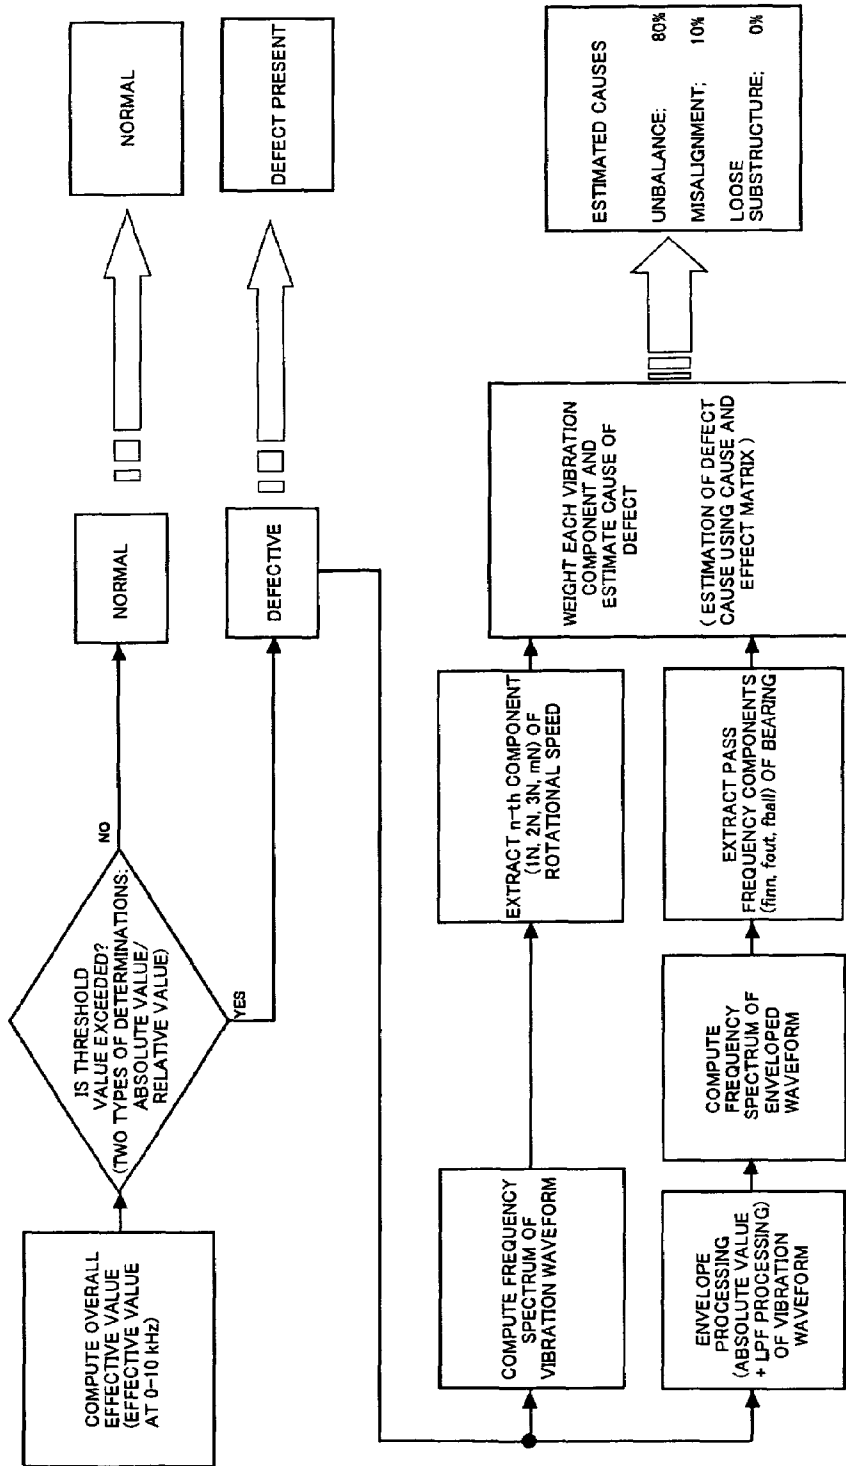 COMPUTE OVERALL
EFFECTIVE VALUE
(EFFECTIVE VALUE
AT 0-10 kHz)
IS THRESHOLD
VALUE EXCEEDED?
(TWO TYPES OF DETERMINATIONS:
ABSOLUTE VALUE/
RELATIVE VALUE)
NO
YES
NORMAL
NORMAL
DEFECTIVE
DEFECT PRESENT
COMPUTE FREQUENCY
SPECTRUM OF
VIBRATION WAVEFORM
EXTRACT n-th COMPONENT
(1N, 2N, 3N, mN) OF
ROTATIONAL SPEED
ENVELOPE
PROCESSING
(ABSOLUTE VALUE
+ LPF PROCESSING)
OF VIBRATION
WAVEFORM
COMPUTE
FREQUENCY
SPECTRUM OF
ENVELOPED
WAVEFORM
EXTRACT PASS
FREQUENCY COMPONENTS
(finn, fout, fball) OF BEARING
WEIGHT EACH VIBRATION
COMPONENT AND
ESTIMATE CAUSE OF
DEFECT
( ESTIMATION OF DEFECT
CAUSE USING CAUSE AND
EFFECT MATRIX )
ESTIMATED CAUSES
UNBALANCE; 80%
MISALIGNMENT; 10%
LOOSE
SUBSTRUCTURE; 0%